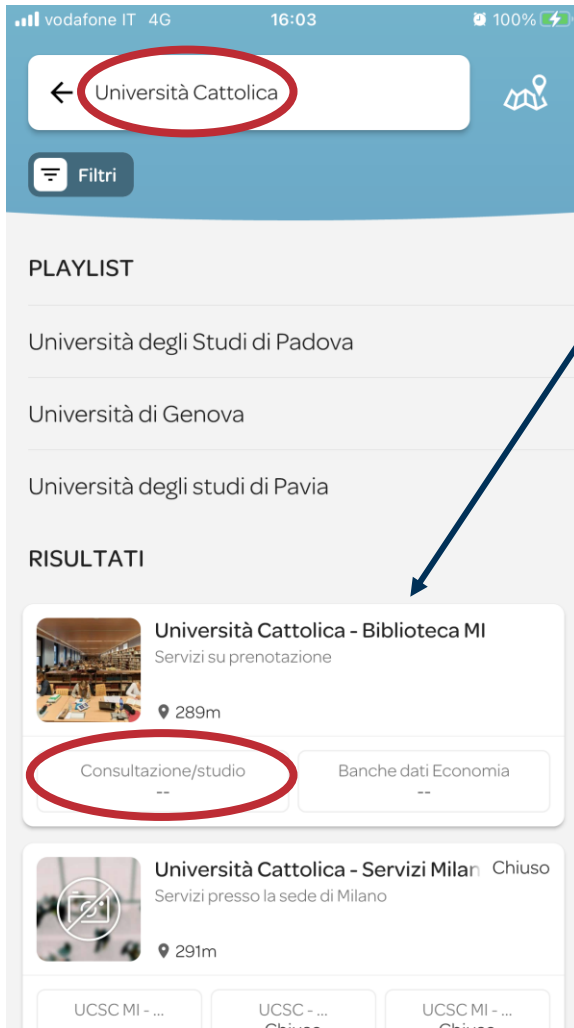 vodafone IT 4G 16:03 100%
Università Cattolica
Filtri
PLAYLIST
Università degli Studi di Padova
Università di Genova
Università degli studi di Pavia
RISULTATI
Università Cattolica - Biblioteca MI
Servizi su prenotazione
289m
Consultazione/studio
--
Banche dati Economia
--
Università Cattolica - Servizi Milan Chiuso
Servizi presso la sede di Milano
291m
UCSC MI - ...
UCSC - ...
Chiuso
UCSC MI - ...
Chiuso